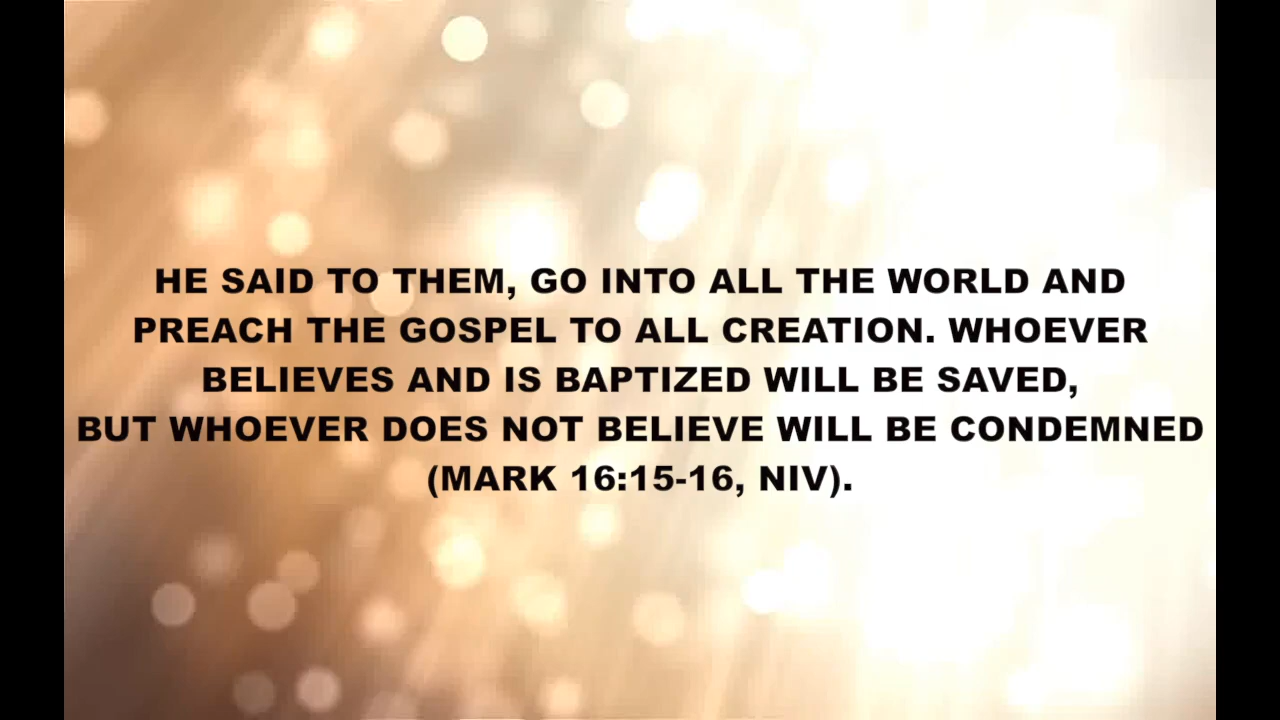 HE SAID TO THEM, GO INTO ALL THE WORLD AND
PREACH THE GOSPEL TO ALL CREATION. WHOEVER
BELIEVES AND IS BAPTIZED WILL BE SAVED,
BUT WHOEVER DOES NOT BELIEVE WILL BE CONDEMNED
(MARK 16:15-16, NIV).